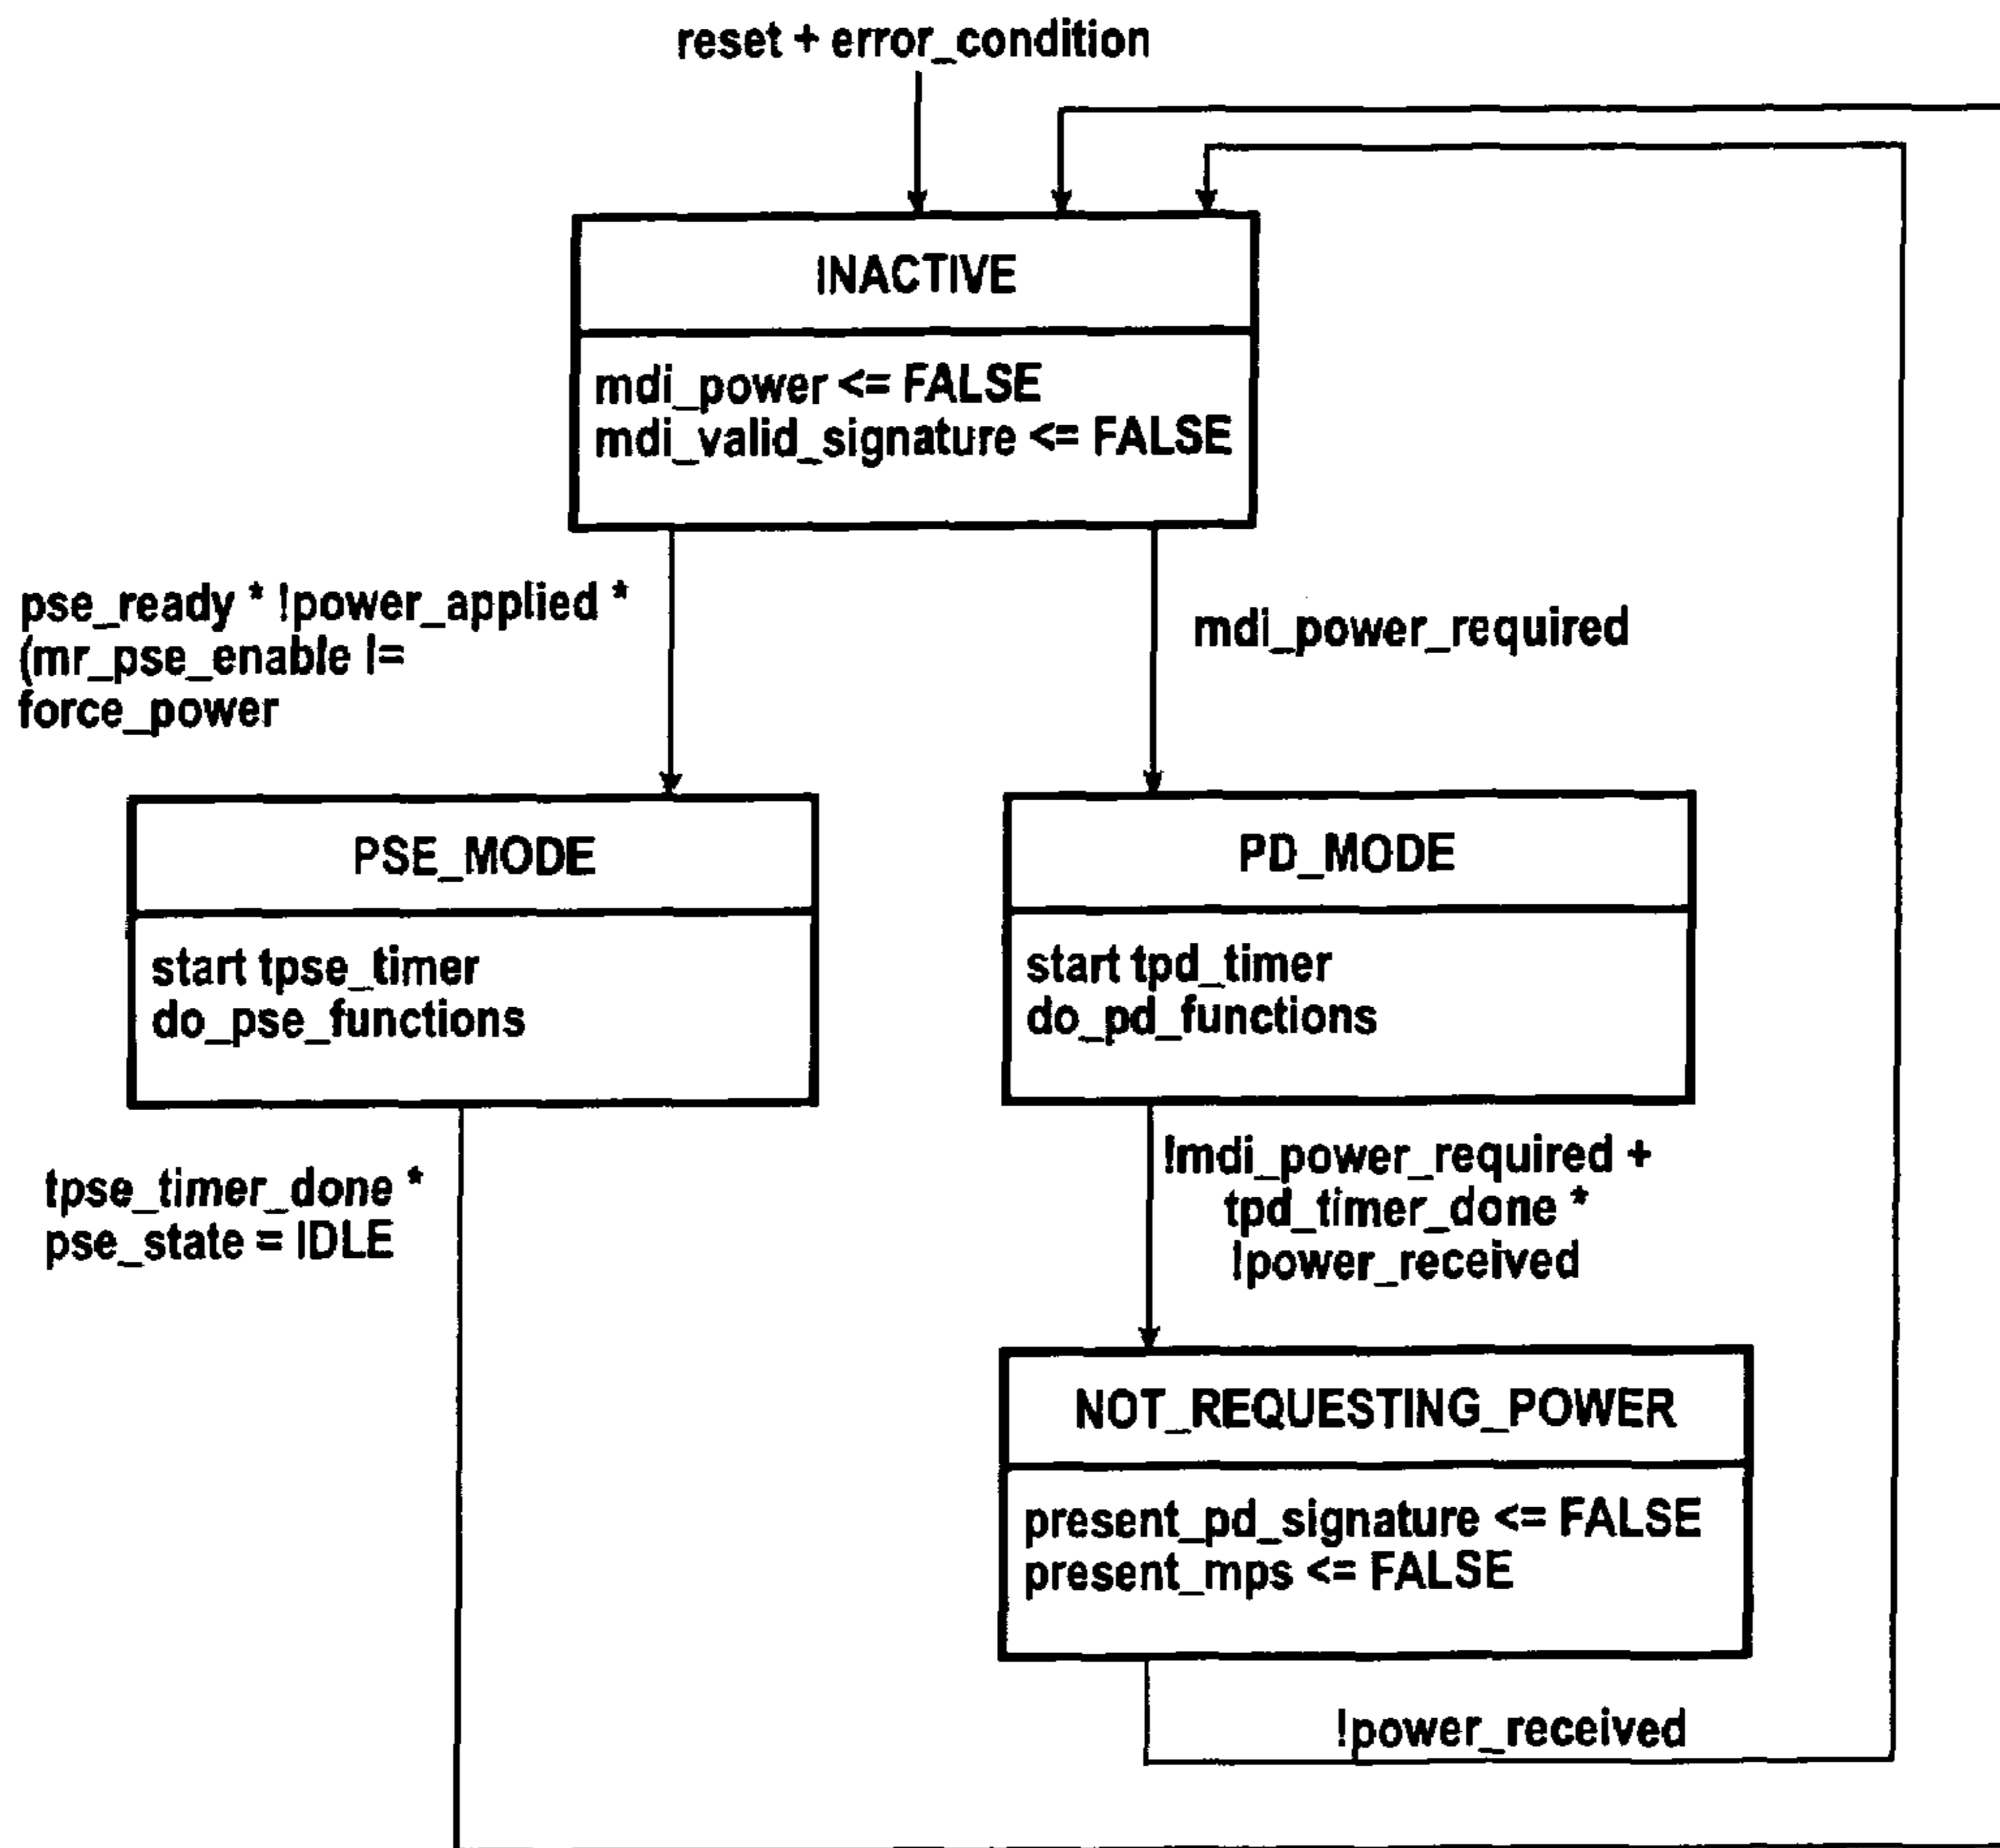 reset + error_condition
INACTIVE
mdi_power <= FALSE
mdi_valid_signature <= FALSE
pse_ready * !power_applied *
(mr_pse_enable !=
force_power
mdi_power_required
PSE_MODE
start tpse_timer
do_pse_functions
PD_MODE
start tpd_timer
do_pd_functions
tpse_timer_done *
pse_state = IDLE
!mdi_power_required +
tpd_timer_done *
!power_received
NOT_REQUESTING_POWER
present_pd_signature <= FALSE
present_mps <= FALSE
!power_received